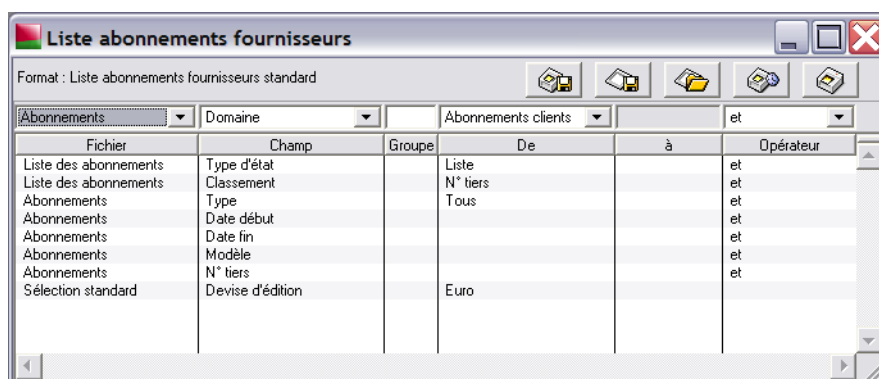 Liste abonnements fournisseurs
Format : Liste abonnements fournisseurs standard
Abonnements Domaine Abonnements clients et
Fichier Champ Groupe De à Opérateur
Liste des abonnements Type d'état Liste et
Liste des abonnements Classement N° tiers et
Abonnements Type Tous et
Abonnements Date début et
Abonnements Date fin et
Abonnements Modèle et
Abonnements N° tiers et
Sélection standard Devise d'édition Euro